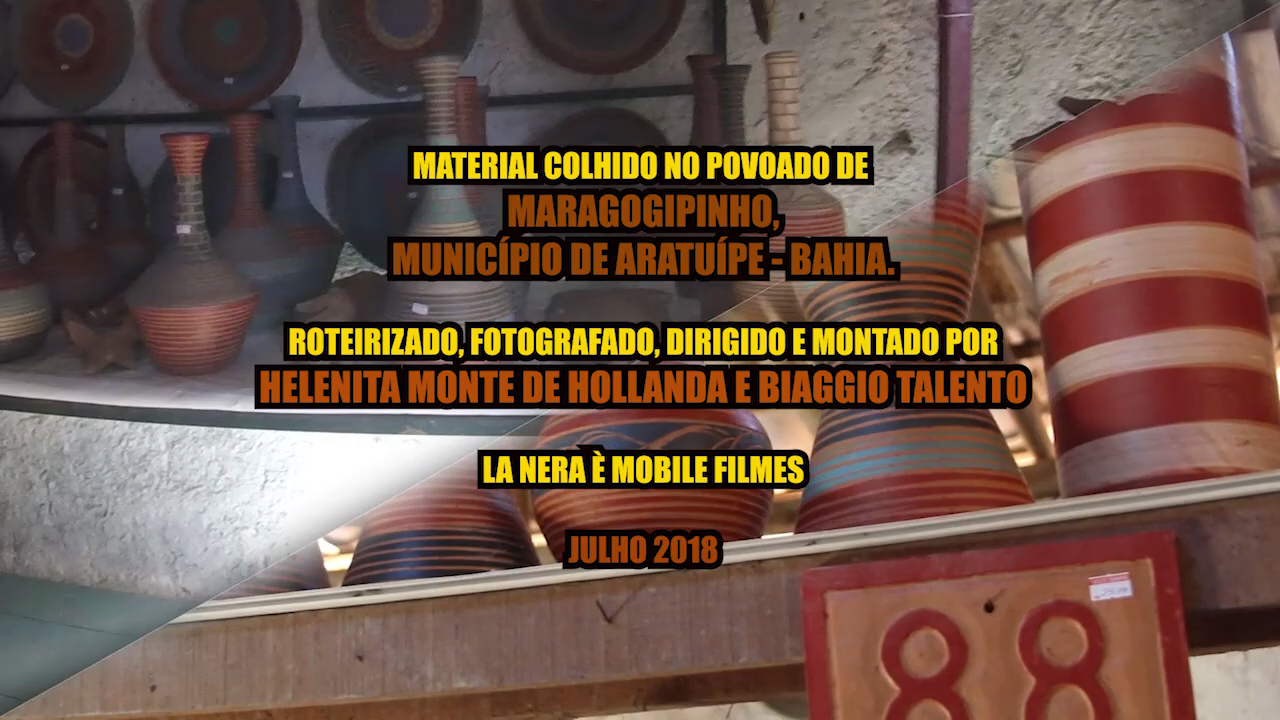 MATERIAL COLHIDO NO POVOADO DE
MARAGOGIPINHO,
MUNICÍPIO DE ARATUÍPE - BAHIA.
ROTEIRIZADO, FOTOGRAFADO, DIRIGIDO E MONTADO POR
HELENITA MONTE DE HOLLANDA E BIAGGIO TALENTO
LA NERA È MOBILE FILMES
JULHO 2018
88